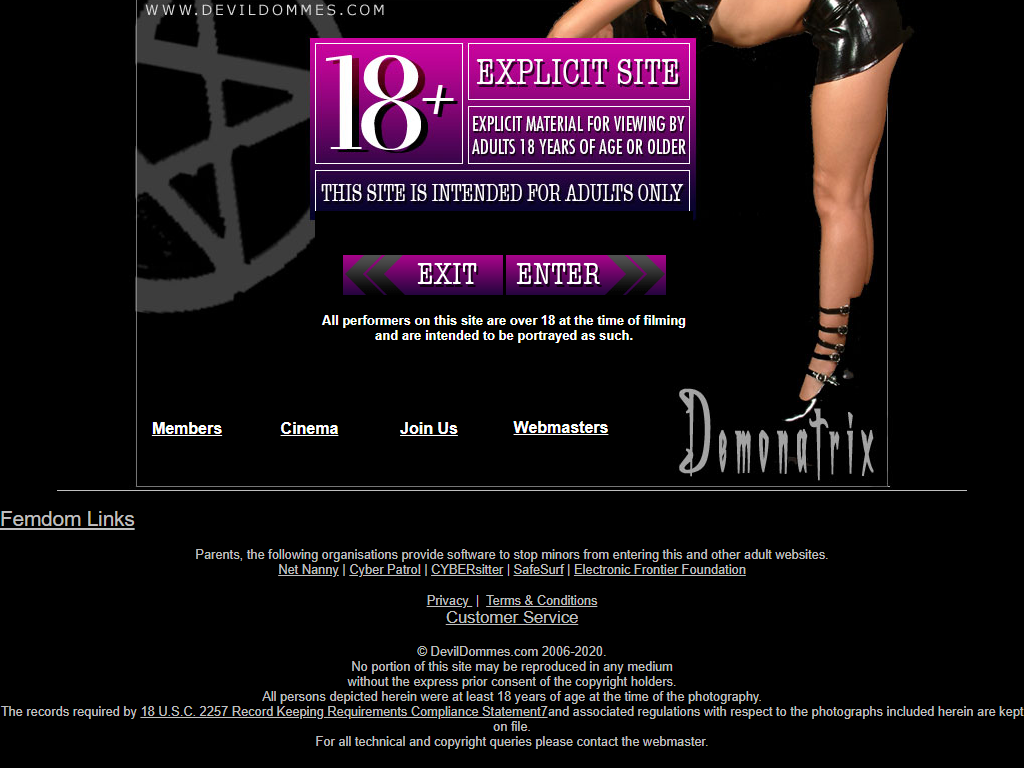 WWW.DEVILDOMMES.COM
18+
EXPLICIT SITE
EXPLICIT MATERIAL FOR VIEWING BY
ADULTS 18 YEARS OF AGE OR OLDER
THIS SITE IS INTENDED FOR ADULTS ONLY
EXIT ENTER
All performers on this site are over 18 at the time of filming
and are intended to be portrayed as such.
Members Cinema Join Us Webmasters
Demonatrix
Femdom Links
Parents, the following organisations provide software to stop minors from entering this and other adult websites.
Net Nanny | Cyber Patrol | CYBERsitter | SafeSurf | Electronic Frontier Foundation
Privacy | Terms & Conditions
Customer Service
© DevilDommes.com 2006-2020.
No portion of this site may be reproduced in any medium
without the express prior consent of the copyright holders.
All persons depicted herein were at least 18 years of age at the time of the photography.
The records required by 18 U.S.C. 2257 Record Keeping Requirements Compliance Statement7and associated regulations with respect to the photographs included herein are kept
on file.
For all technical and copyright queries please contact the webmaster.